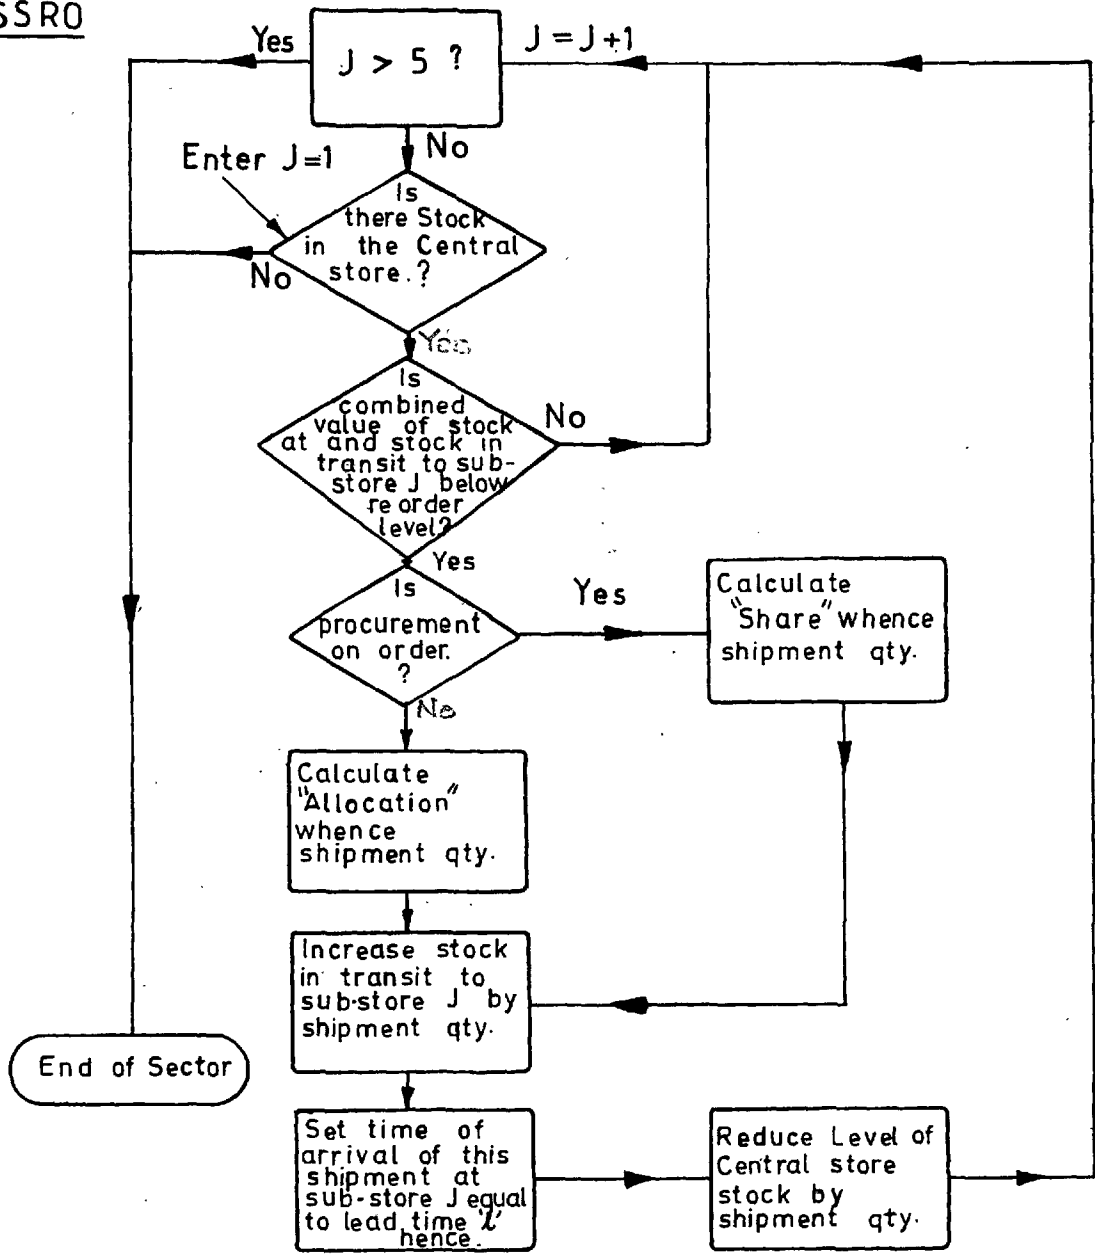 SSRO
Yes
J > 5 ?
J = J+1
No
Enter J=1
Is
there Stock
in the Central
store.?
No
Yes
Is
combined
value of stock
at and stock in
transit to sub-
store J below
re order
level?
No
Yes
Is
procurement
on order.
?
Yes
Calculate
"Share" whence
shipment qty.
No
Calculate
"Allocation"
whence
shipment qty.
Increase stock
in transit to
sub-store J by
shipment qty.
End of Sector
Set time of
arrival of this
shipment at
sub-store J equal
to lead time 'l'
hence.
Reduce Level of
Central store
stock by
shipment qty.